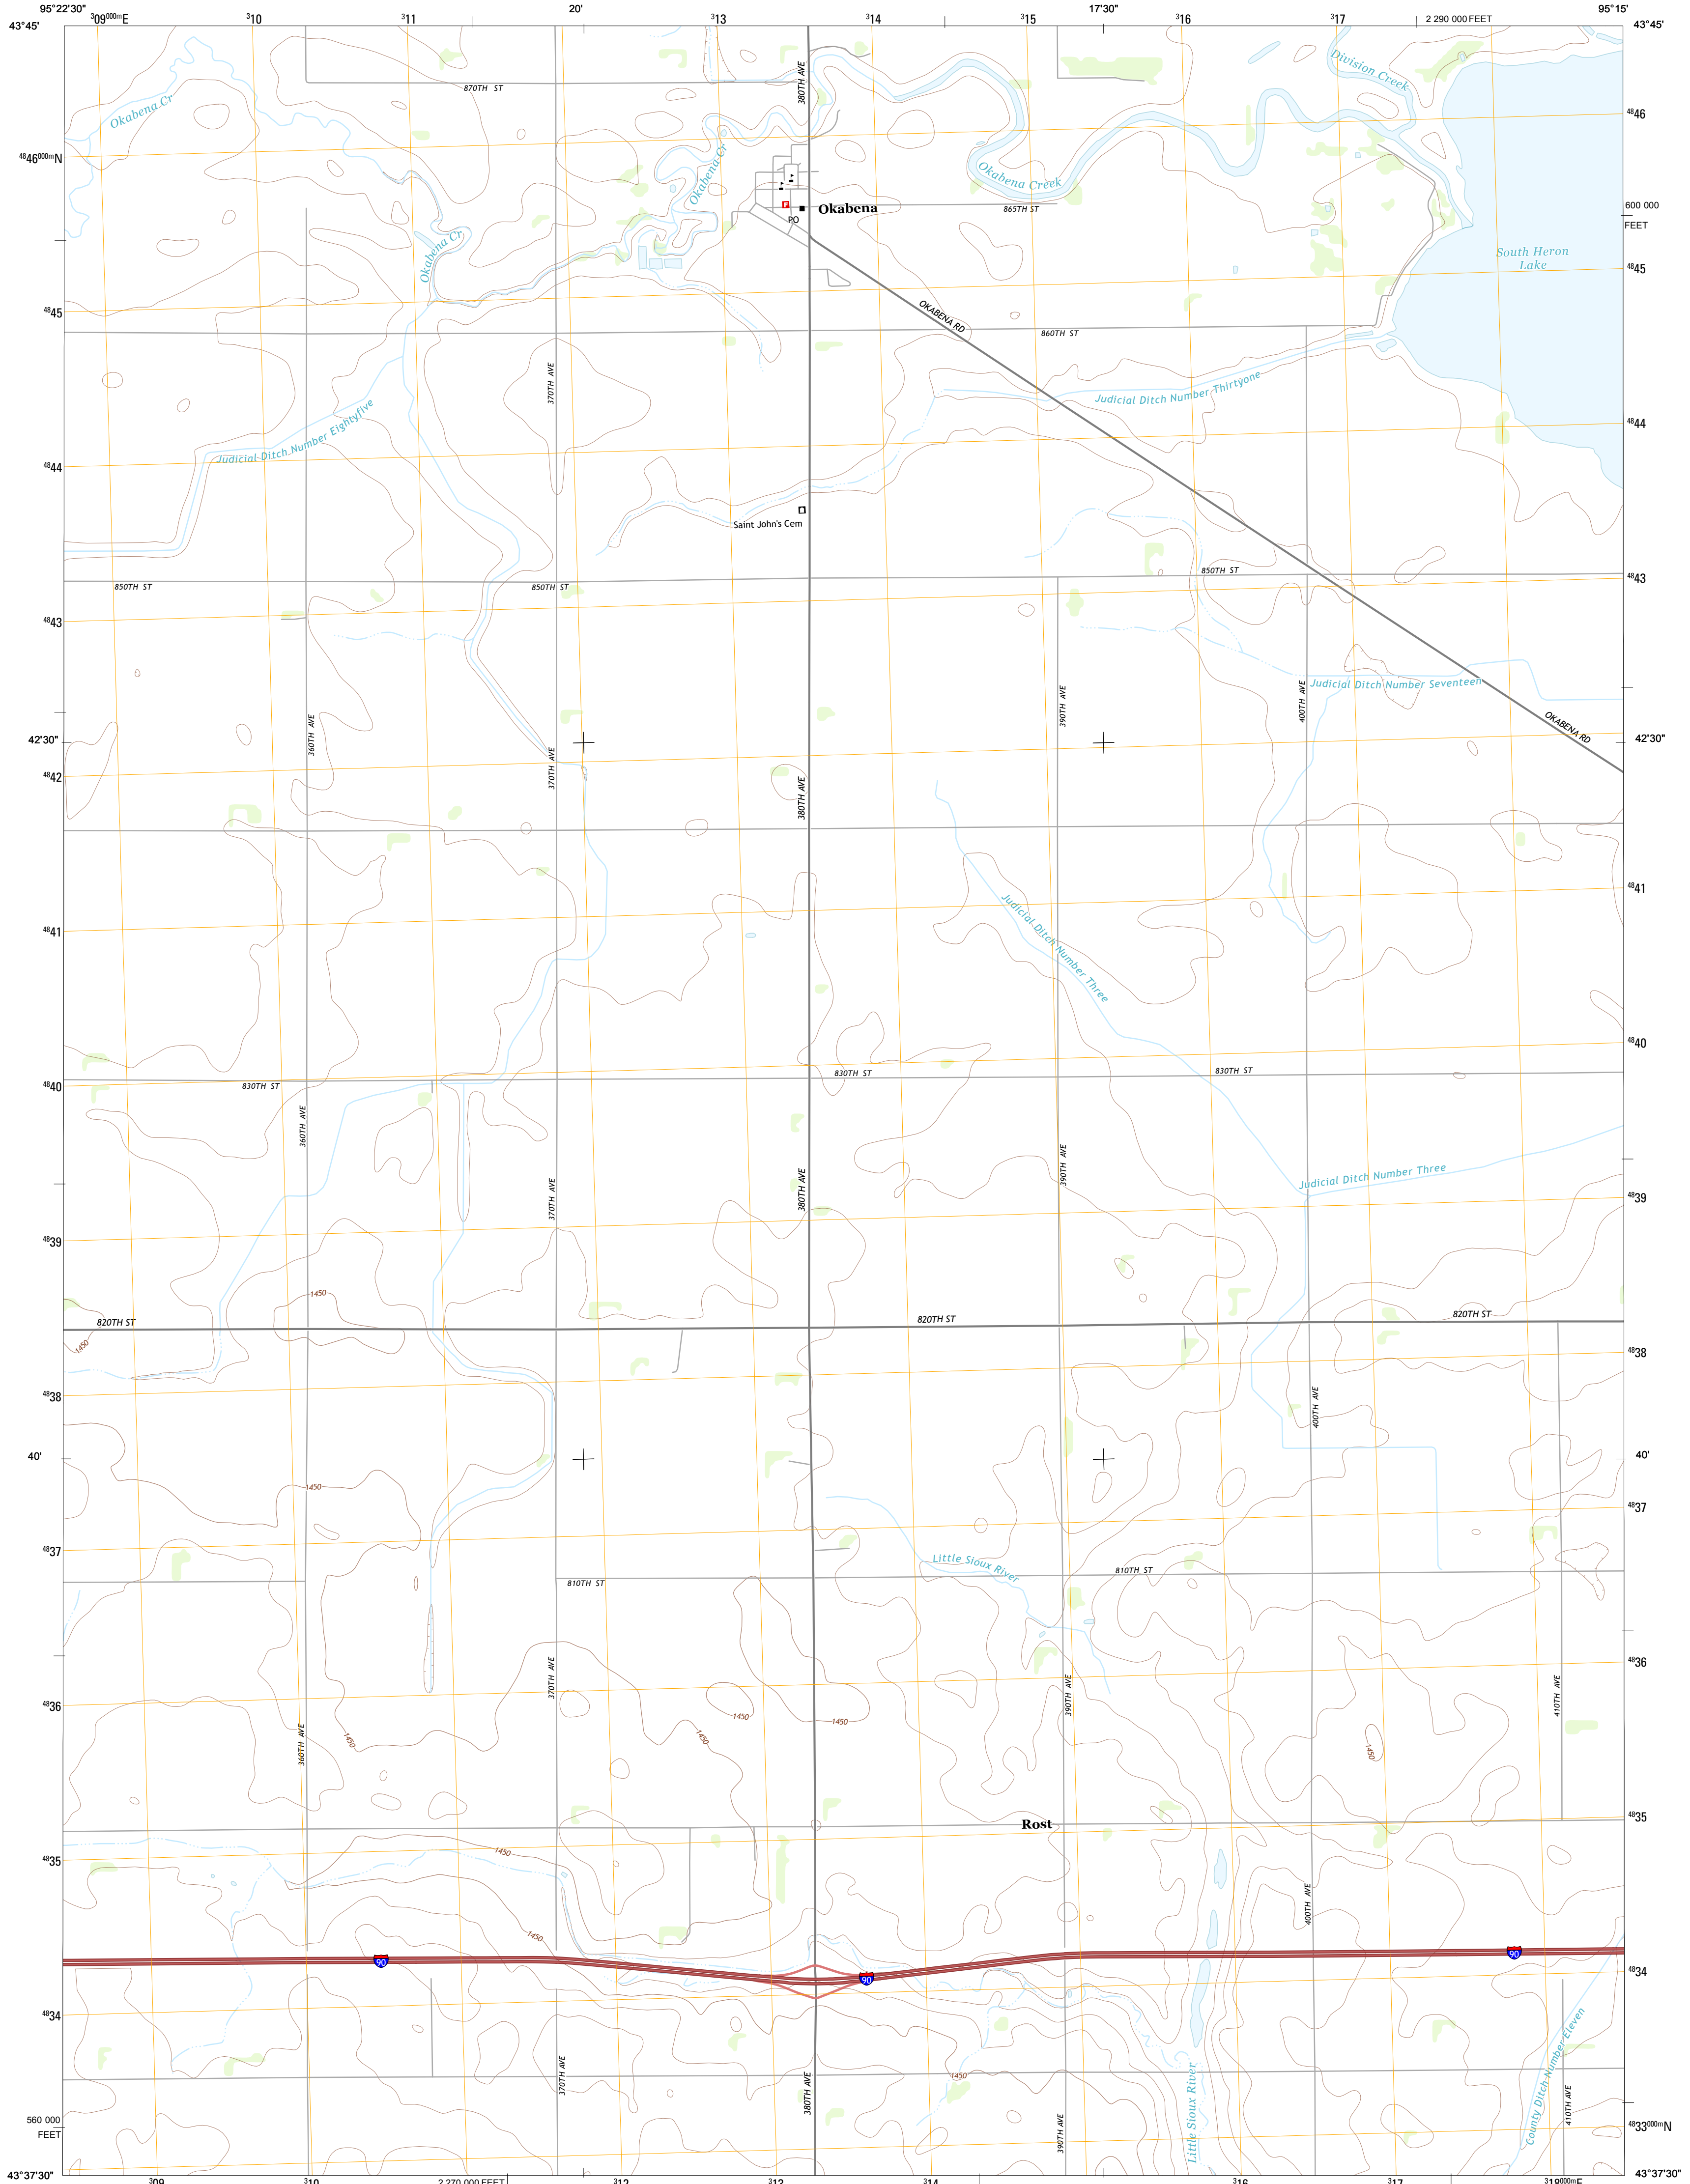 95°22'30"
309000mE
310
311
20'
313
314
315
17'30"
316
317
2 290 000 FEET
95°15'
43°45'
43°45'
Division Creek
870TH ST
380TH AVE
Okabena Cr
4846
4846000mN
Okabena Cr
Okabena Creek
Okabena
PO
865TH ST
600 000
FEET
Okabena Cr
South Heron
Lake
4845
4845
OKABENA RD
860TH ST
370TH AVE
Judicial Ditch Number Thirtyone
Judicial Ditch Number Eightyfive
4844
4844
Saint John's Cem
850TH ST
850TH ST
850TH ST
4843
4843
Judicial Ditch Number Seventeen
360TH AVE
390TH AVE
400TH AVE
OKABENA RD
42'30"
42'30"
370TH AVE
380TH AVE
4842
4841
4841
Judicial Ditch Number Three
4840
4840
830TH ST
830TH ST
830TH ST
360TH AVE
370TH AVE
380TH AVE
390TH AVE
Judicial Ditch Number Three
4839
4839
1450
820TH ST
820TH ST
820TH ST
1450
4838
4838
400TH AVE
40'
40'
1450
4837
4837
Little Sioux River
810TH ST
810TH ST
4836
4836
370TH AVE
390TH AVE
410TH AVE
360TH AVE
1450
1450
1450
1450
1450
4835
Rost
4835
1450
400TH AVE
1450
90
90
90
4834
4834
County Ditch Number Eleven
370TH AVE
380TH AVE
1450
Little Sioux River
390TH AVE
410TH AVE
560 000
FEET
4833000mN
43°37'30"
43°37'30"
309
310
2 270 000 FEET
312
313
314
316
317
318000mE